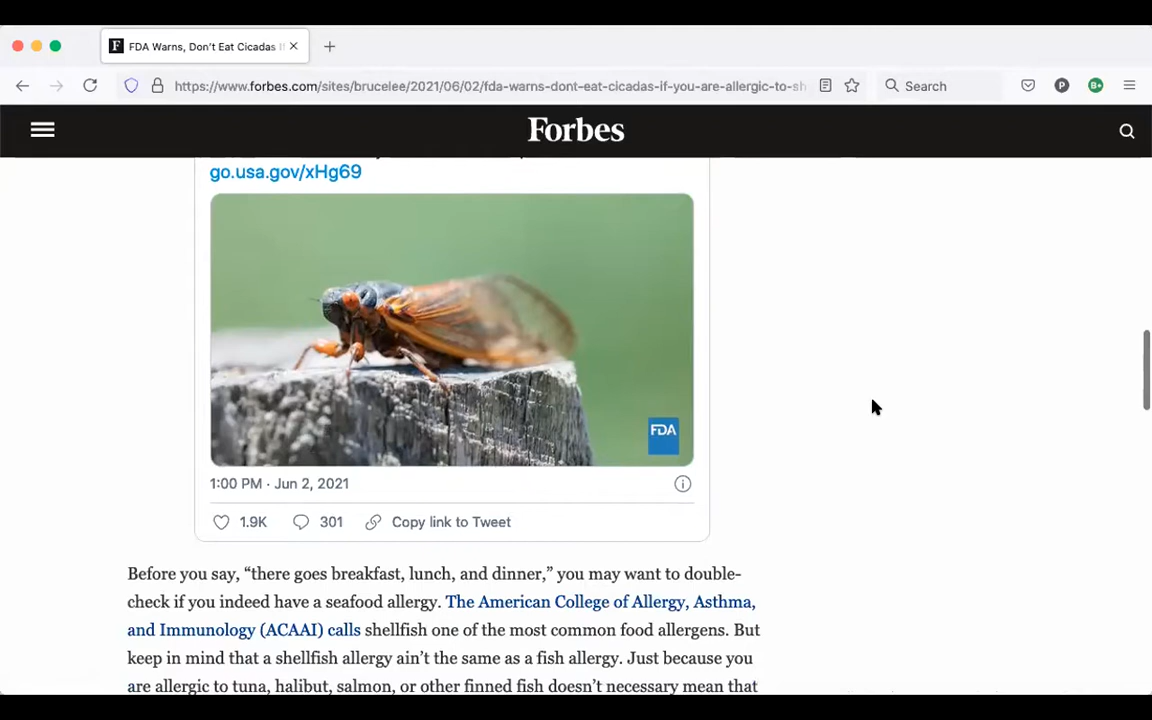 FDA Warns, Don't Eat Cicadas
https://www.forbes.com/sites/brucelee/2021/06/02/fda-warns-dont-eat-cicadas-if-you-are-allergic-to-sh
Search
P
B+
Forbes
go.usa.gov/xHg69
FDA
1:00 PM · Jun 2, 2021
1.9K 301 Copy link to Tweet
Before you say, “there goes breakfast, lunch, and dinner,” you may want to double-
check if you indeed have a seafood allergy. The American College of Allergy, Asthma,
and Immunology (ACAAI) calls shellfish one of the most common food allergens. But
keep in mind that a shellfish allergy ain’t the same as a fish allergy. Just because you
are allergic to tuna, halibut, salmon, or other finned fish doesn’t necessary mean that